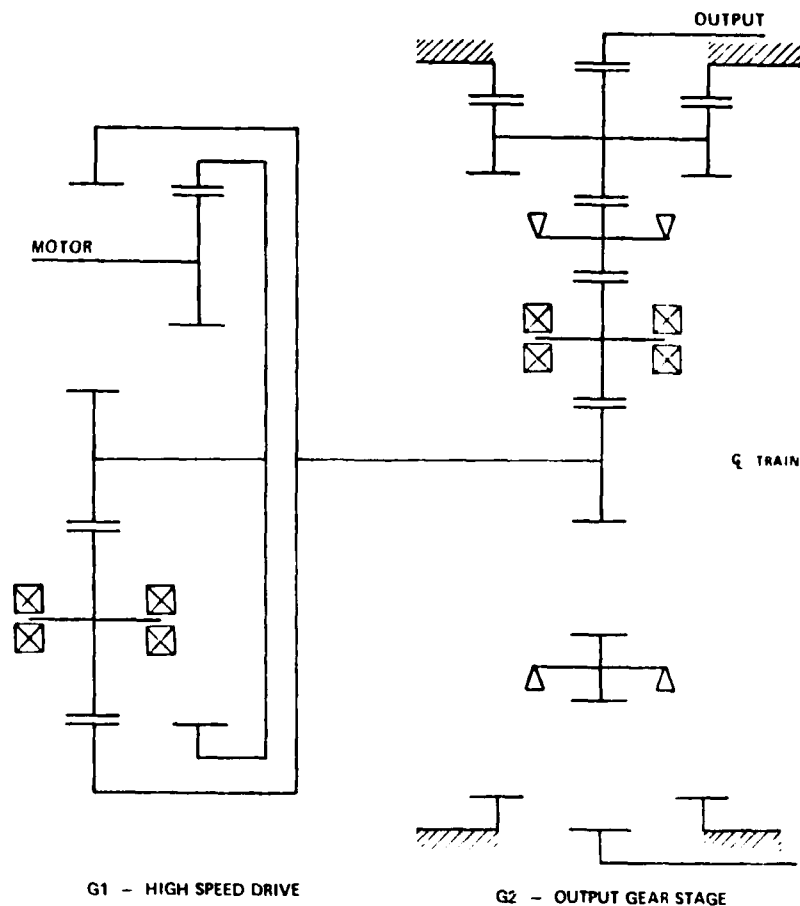 OUTPUT
MOTOR
℄ TRAIN
G1 – HIGH SPEED DRIVE
G2 – OUTPUT GEAR STAGE